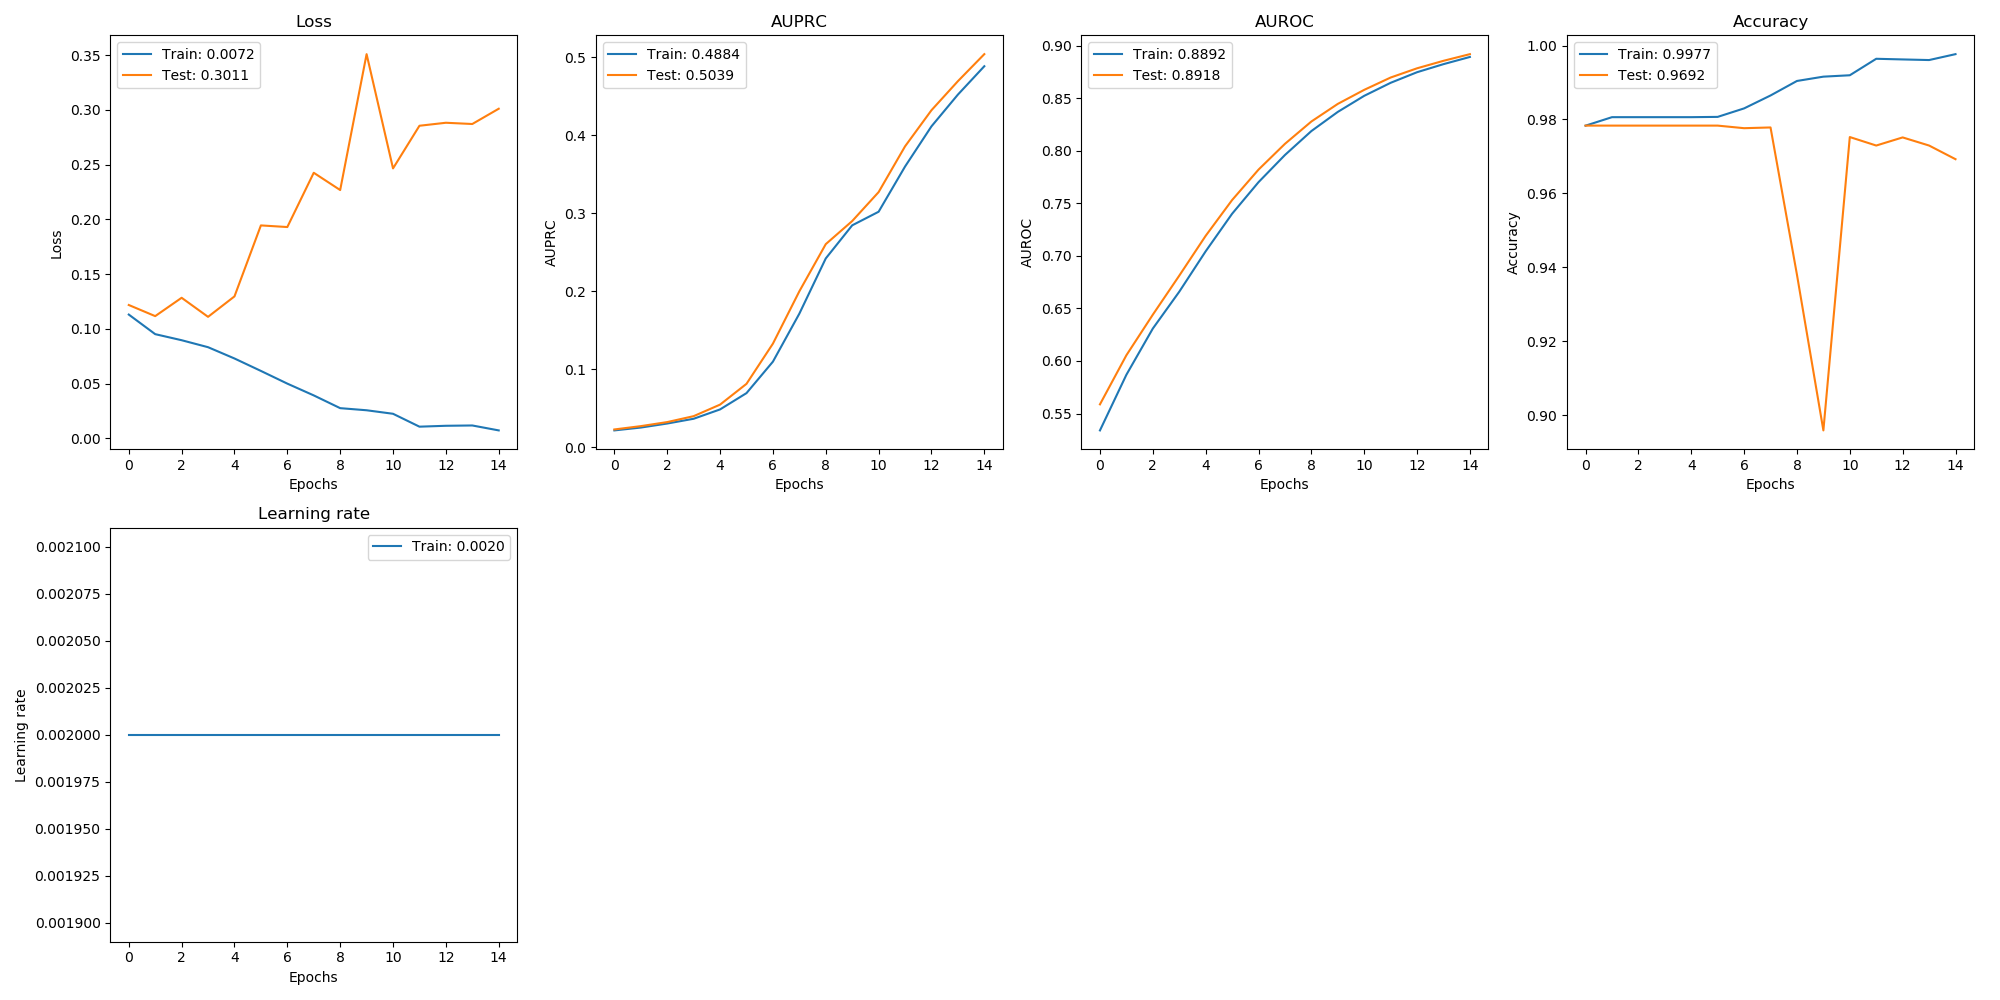 Loss
Train: 0.0072
Test: 0.3011
0.35
0.30
0.25
0.20
0.15
0.10
0.05
0.00
Loss
0 2 4 6 8 10 12 14
Epochs
AUPRC
Train: 0.4884
Test: 0.5039
0.5
0.4
0.3
0.2
0.1
0.0
AUPRC
0 2 4 6 8 10 12 14
Epochs
AUROC
Train: 0.8892
Test: 0.8918
0.90
0.85
0.80
0.75
0.70
0.65
0.60
0.55
AUROC
0 2 4 6 8 10 12 14
Epochs
Accuracy
Train: 0.9977
Test: 0.9692
1.00
0.98
0.96
0.94
0.92
0.90
Accuracy
0 2 4 6 8 10 12 14
Epochs
Learning rate
Train: 0.0020
0.002100
0.002075
0.002050
0.002025
0.002000
0.001975
0.001950
0.001925
0.001900
Learning rate
0 2 4 6 8 10 12 14
Epochs